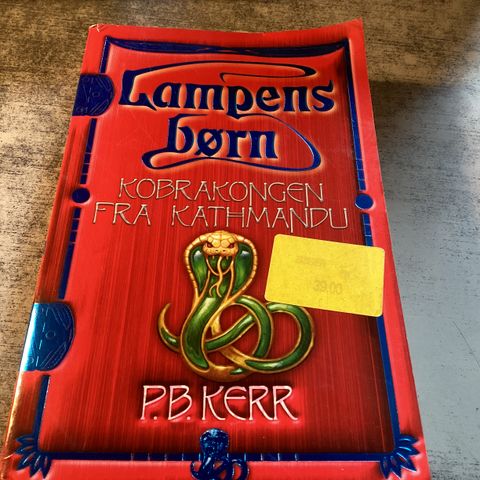 Lampens
børn
KOBRAKONGEN
FRA KATHMANDU
39.00
P.B. KERR